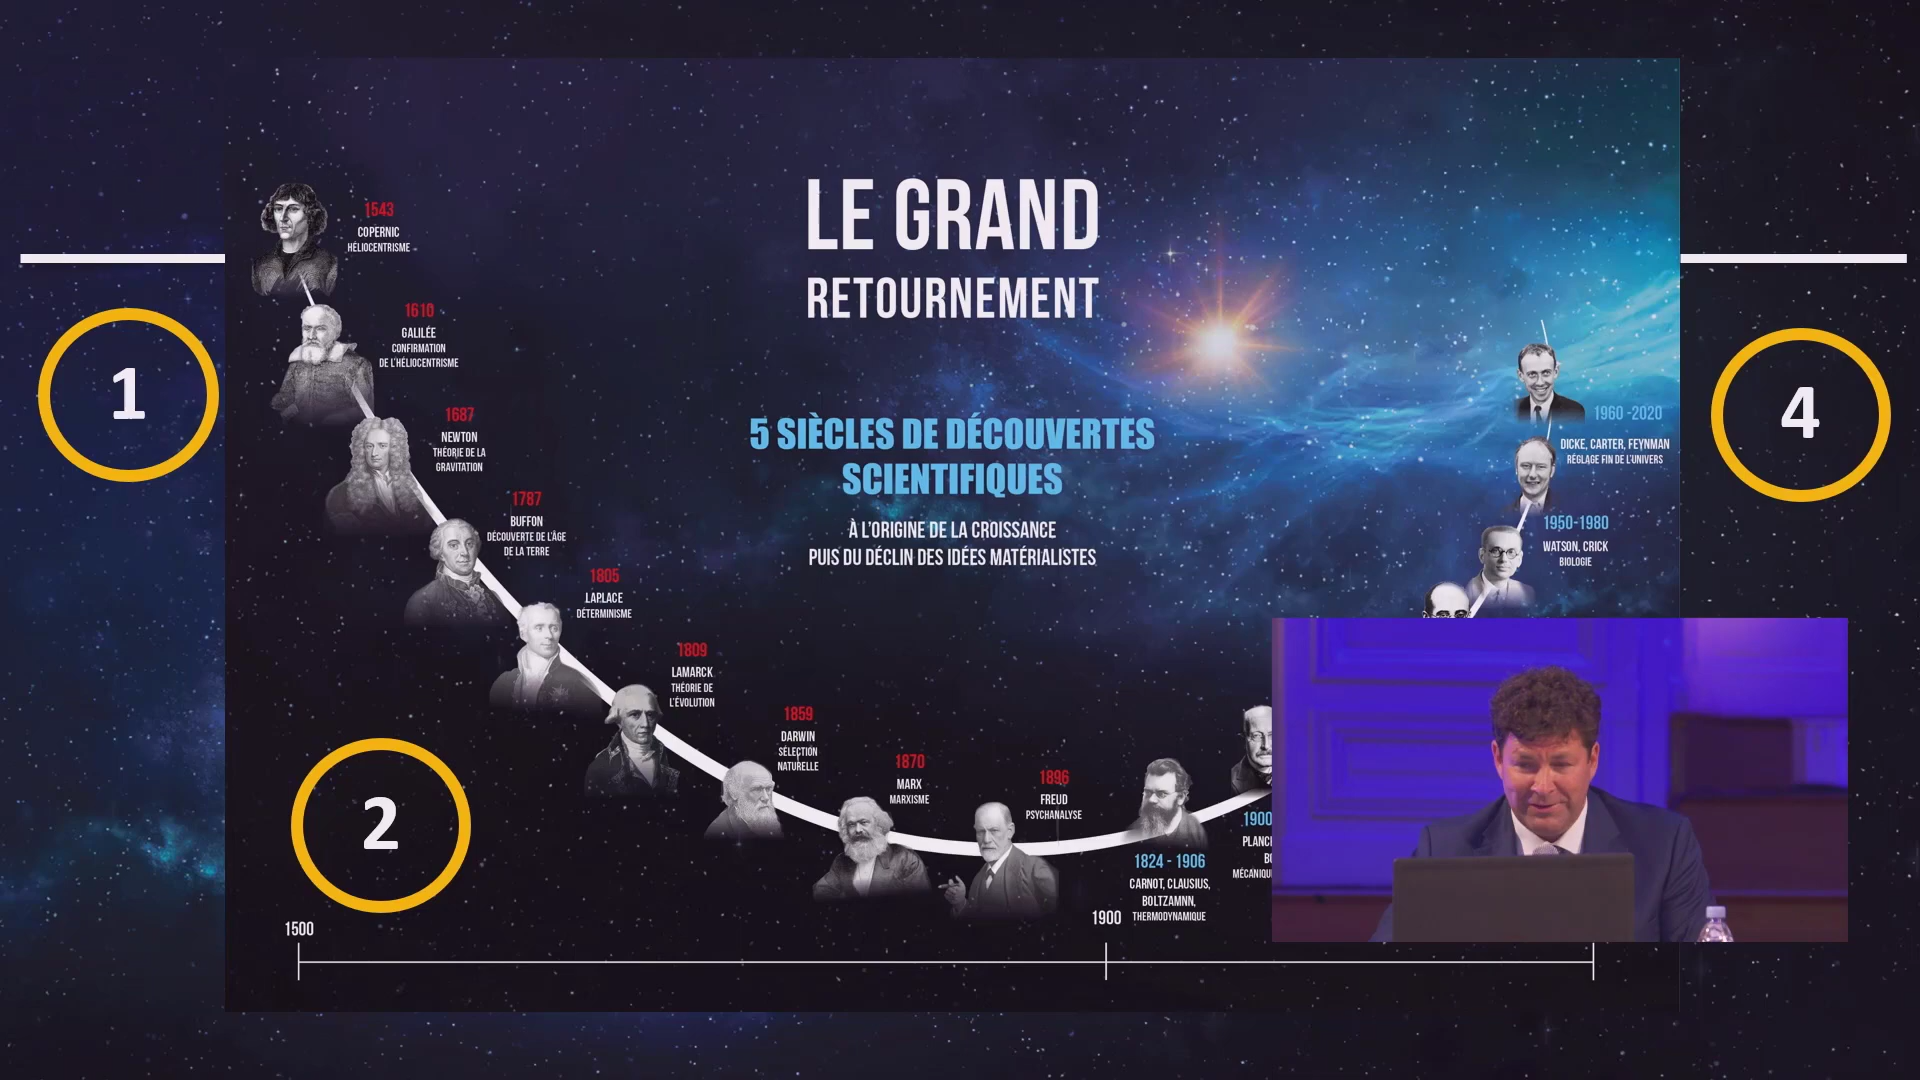 LE GRAND
RETOURNEMENT
5 SIÈCLES DE DÉCOUVERTES
SCIENTIFIQUES
À L'ORIGINE DE LA CROISSANCE
PUIS DU DÉCLIN DES IDÉES MATÉRIALISTES
1
2
4
1543
COPERNIC
HÉLIOCENTRISME
1610
GALILÉE
CONFIRMATION
DE L'HÉLIOCENTRISME
1687
NEWTON
THÉORIE DE LA
GRAVITATION
1787
BUFFON
DÉCOUVERTE DE L'ÂGE
DE LA TERRE
1805
LAPLACE
DÉTERMINISME
1809
LAMARCK
THÉORIE DE
L'ÉVOLUTION
1859
DARWIN
SÉLECTION
NATURELLE
1870
MARX
MARXISME
1896
FREUD
PSYCHANALYSE
1824 - 1906
CARNOT, CLAUSIUS,
BOLTZAMNN,
THERMODYNAMIQUE
1900
1950-1980
WATSON, CRICK
BIOLOGIE
1960 -2020
DICKE, CARTER, FEYNMAN
RÉGLAGE FIN DE L'UNIVERS
1500
1900